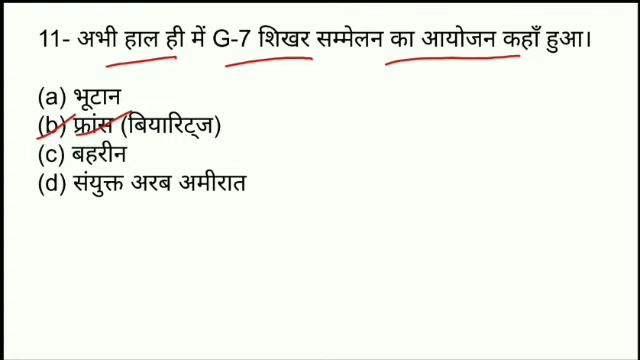 11- अभी हाल ही में G-7 शिखर सम्मेलन का आयोजन कहाँ हुआ।
(a) भूटान
(b) फ्रांस (बियारिट्ज)
(c) बहरीन
(d) संयुक्त अरब अमीरात